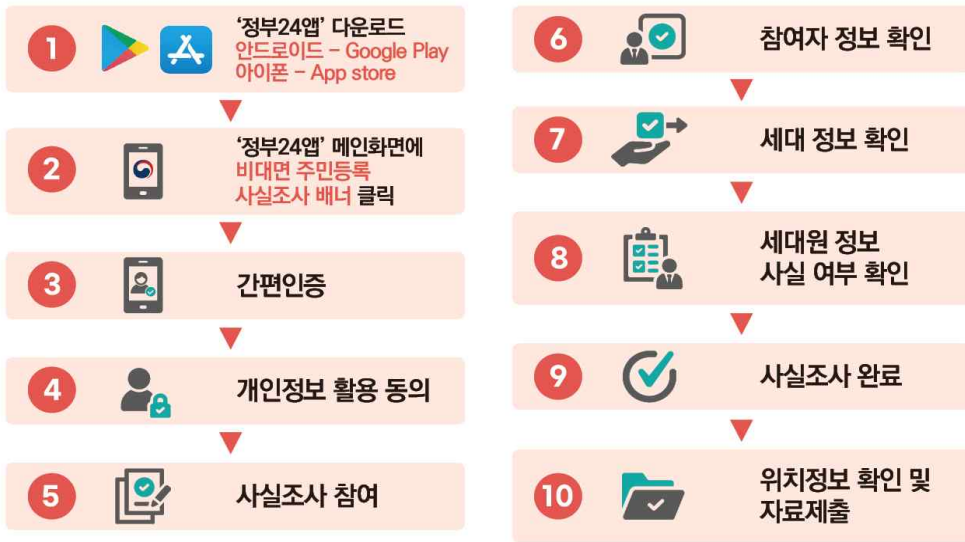 1
‘정부24앱’ 다운로드
안드로이드 - Google Play
아이폰 - App store
2
‘정부24앱’ 메인화면에
비대면 주민등록
사실조사 배너 클릭
3
간편인증
4
개인정보 활용 동의
5
사실조사 참여
6
참여자 정보 확인
7
세대 정보 확인
8
세대원 정보
사실 여부 확인
9
사실조사 완료
10
위치정보 확인 및
자료제출